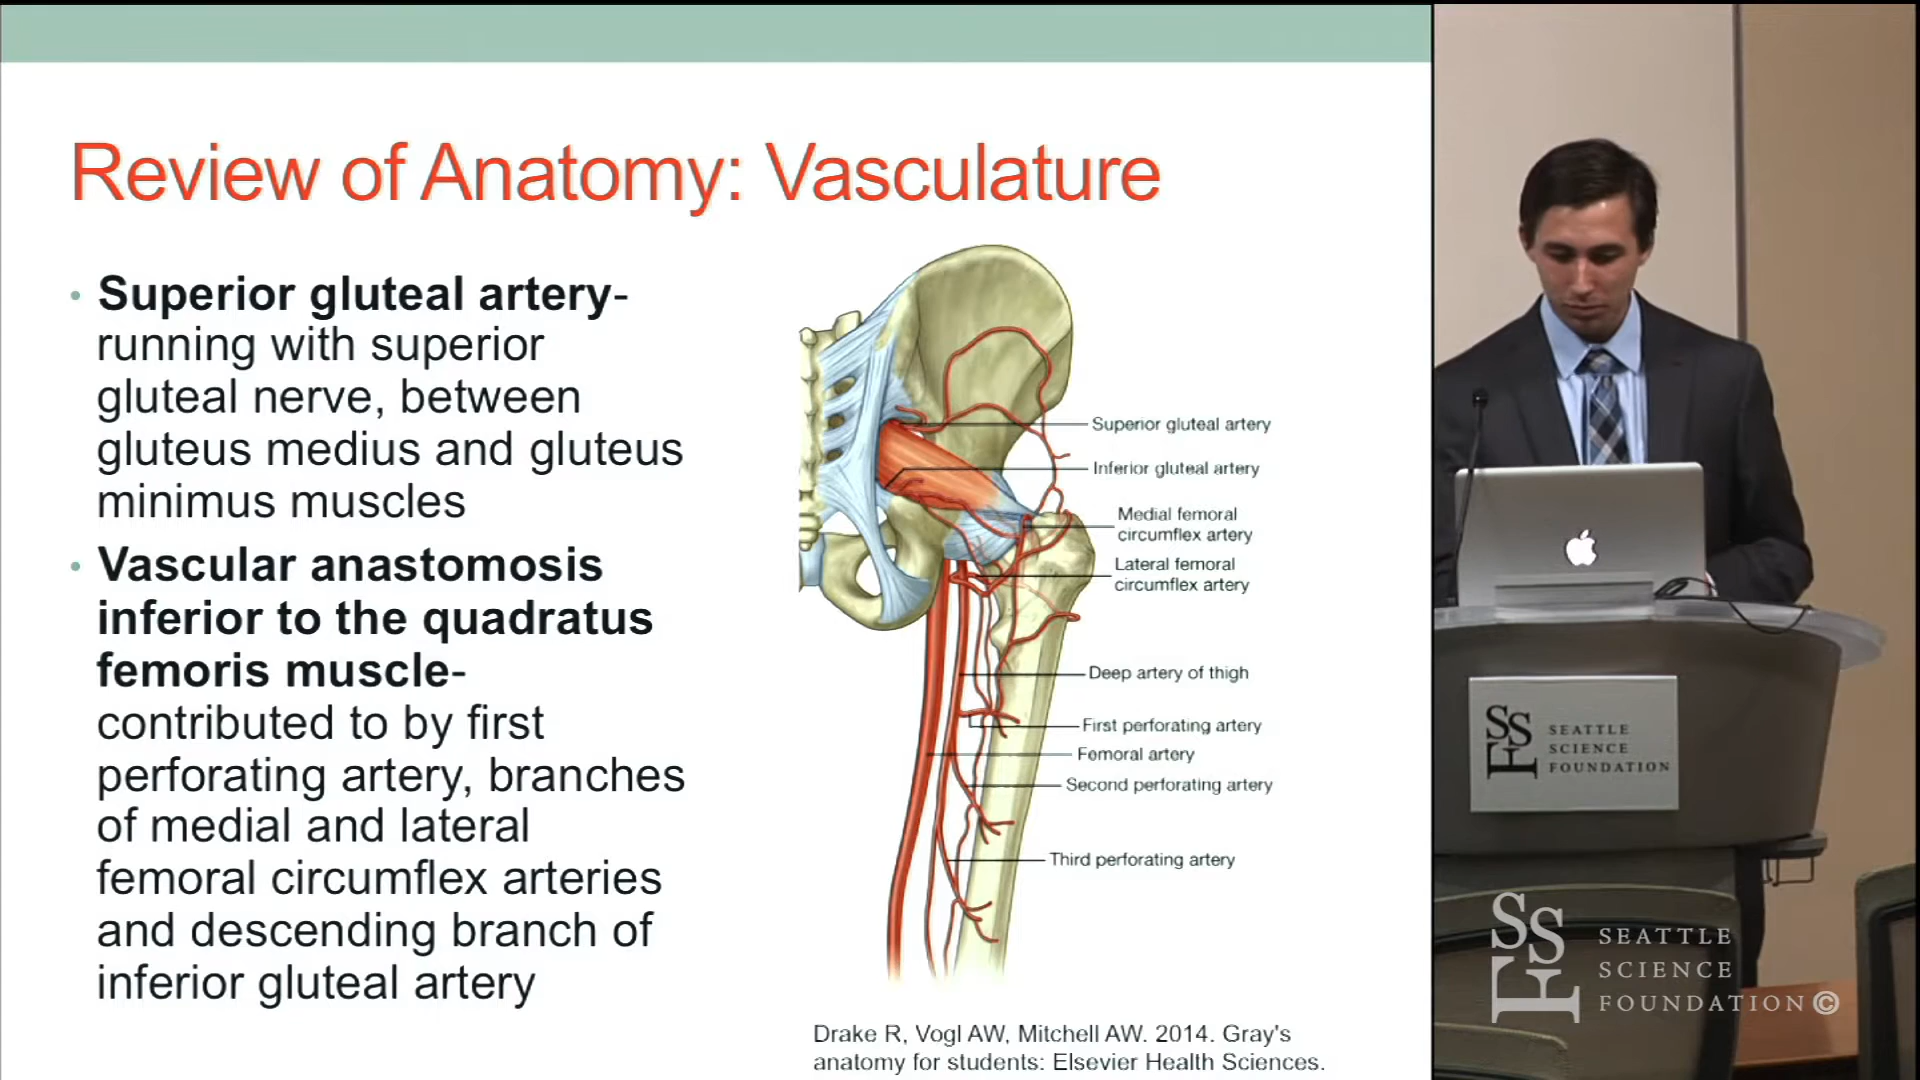 Review of Anatomy: Vasculature
• Superior gluteal artery-
running with superior
gluteal nerve, between
gluteus medius and gluteus
minimus muscles
• Vascular anastomosis
inferior to the quadratus
femoris muscle-
contributed to by first
perforating artery, branches
of medial and lateral
femoral circumflex arteries
and descending branch of
inferior gluteal artery
Superior gluteal artery
Inferior gluteal artery
Medial femoral
circumflex artery
Lateral femoral
circumflex artery
Deep artery of thigh
First perforating artery
Femoral artery
Second perforating artery
Third perforating artery
Drake R, Vogl AW, Mitchell AW. 2014. Gray's
anatomy for students: Elsevier Health Sciences.
SSF
SEATTLE
SCIENCE
FOUNDATION
SSF
SEATTLE
SCIENCE
FOUNDATION©